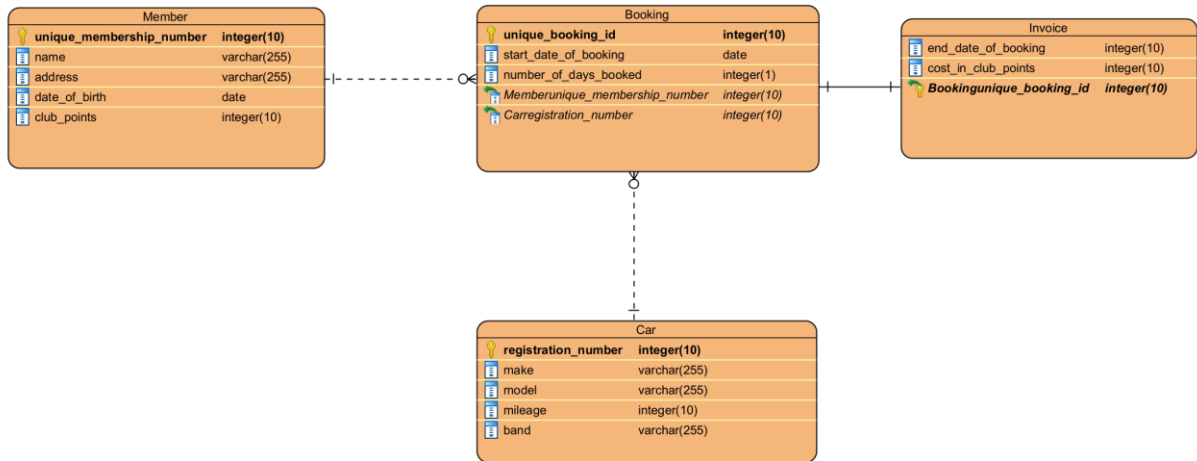 Member
unique_membership_number integer(10)
name varchar(255)
address varchar(255)
date_of_birth date
club_points integer(10)
Booking
unique_booking_id integer(10)
start_date_of_booking date
number_of_days_booked integer(1)
Memberunique_membership_number integer(10)
Carregistration_number integer(10)
Invoice
end_date_of_booking integer(10)
cost_in_club_points integer(10)
Bookingunique_booking_id integer(10)
Car
registration_number integer(10)
make varchar(255)
model varchar(255)
mileage integer(10)
band varchar(255)